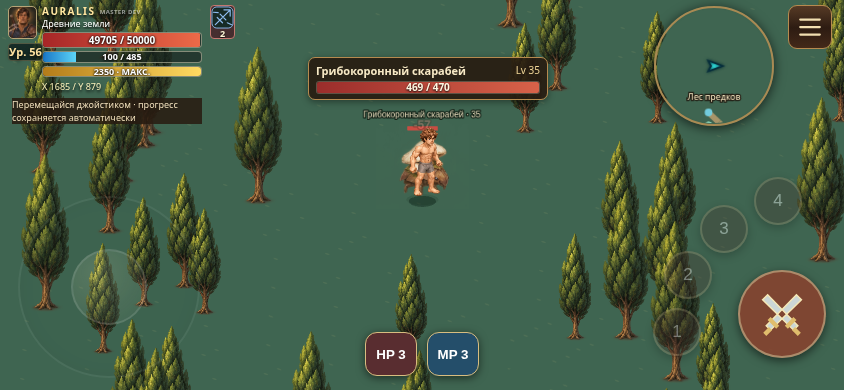 AURALIS MASTER DEV
Древние земли
49705 / 50000
Ур. 56
100 / 485
2350 · МАКС.
X 1685 / Y 879
Перемещайся джойстиком · прогресс
сохраняется автоматически
2
Грибокоронный скарабей Lv 35
469 / 470
Грибокоронный скарабей · 35
Лес предков
4
3
2
1
HP 3
MP 3